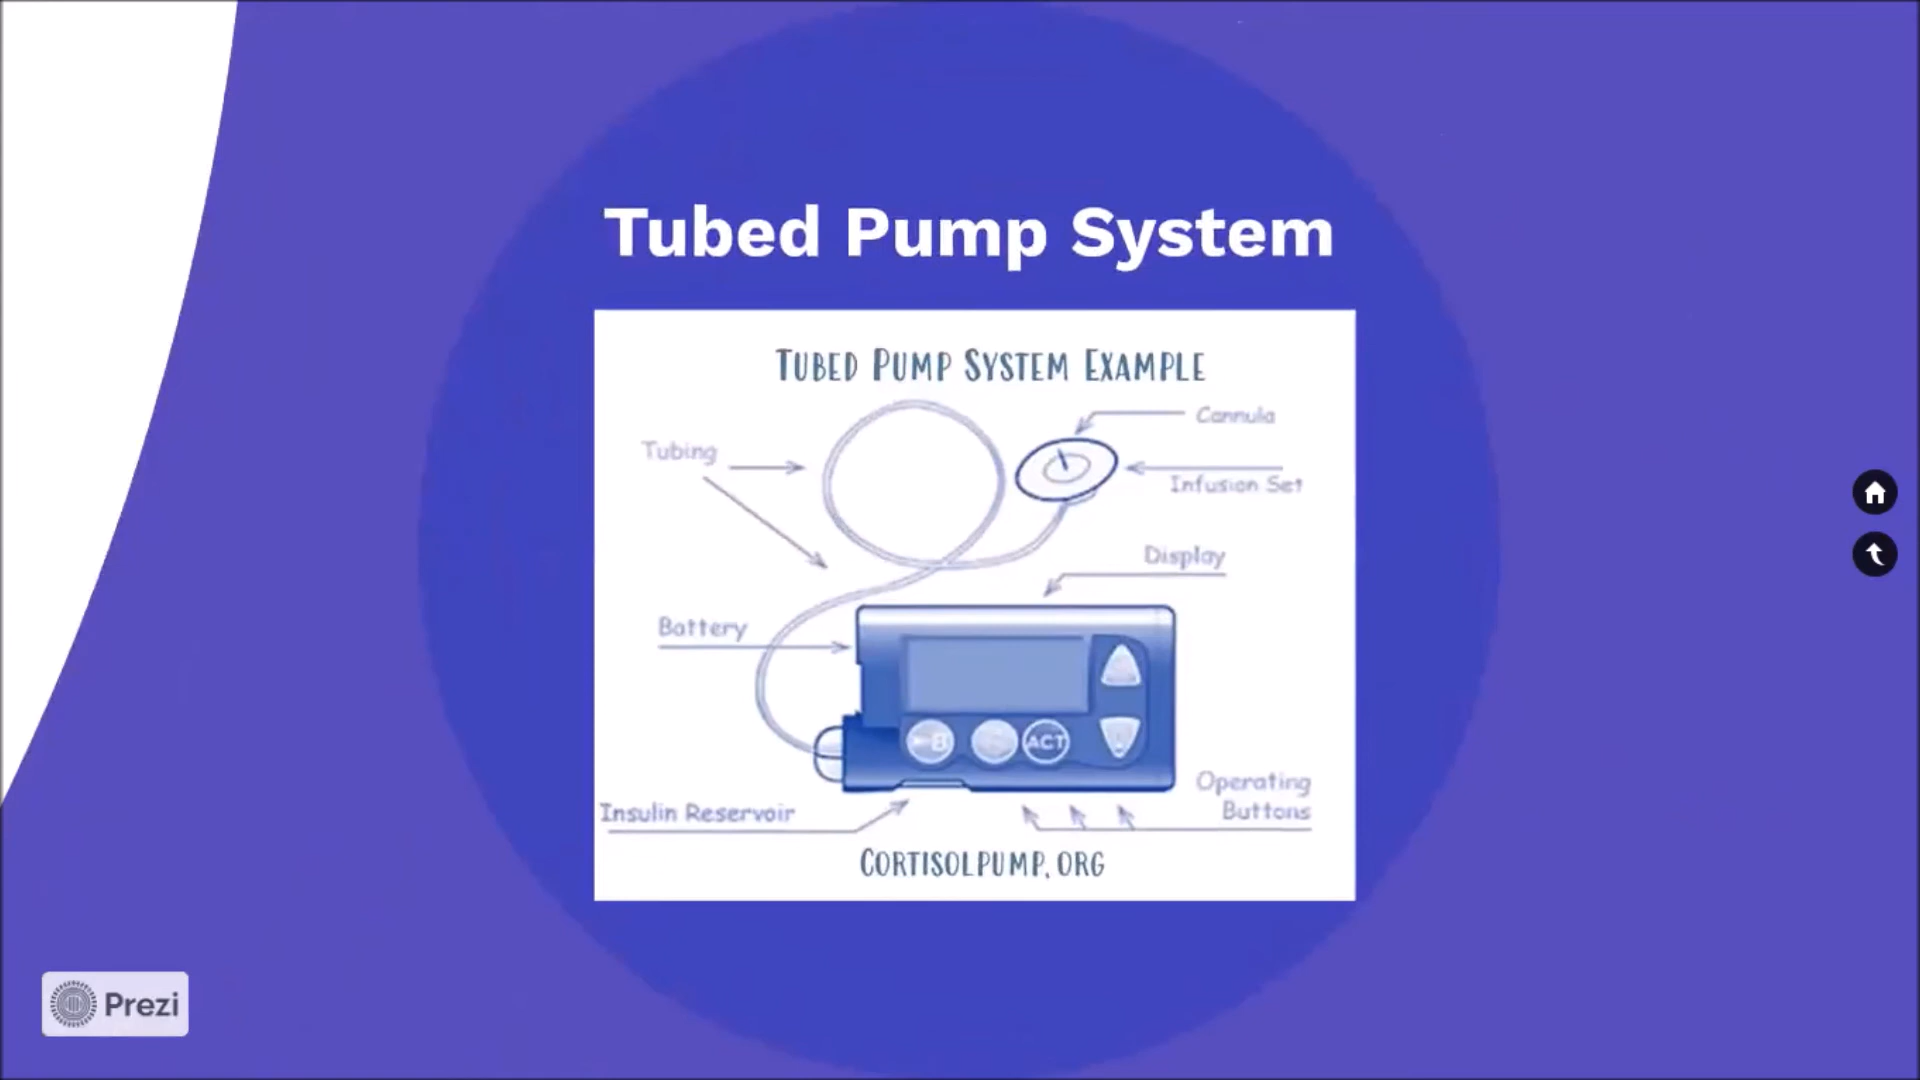 Tubed Pump System
TUBED PUMP SYSTEM EXAMPLE
Cannula
Tubing
Infusion Set
Display
Battery
ACT
Operating
Buttons
Insulin Reservoir
CORTISOLPUMP.ORG
Prezi